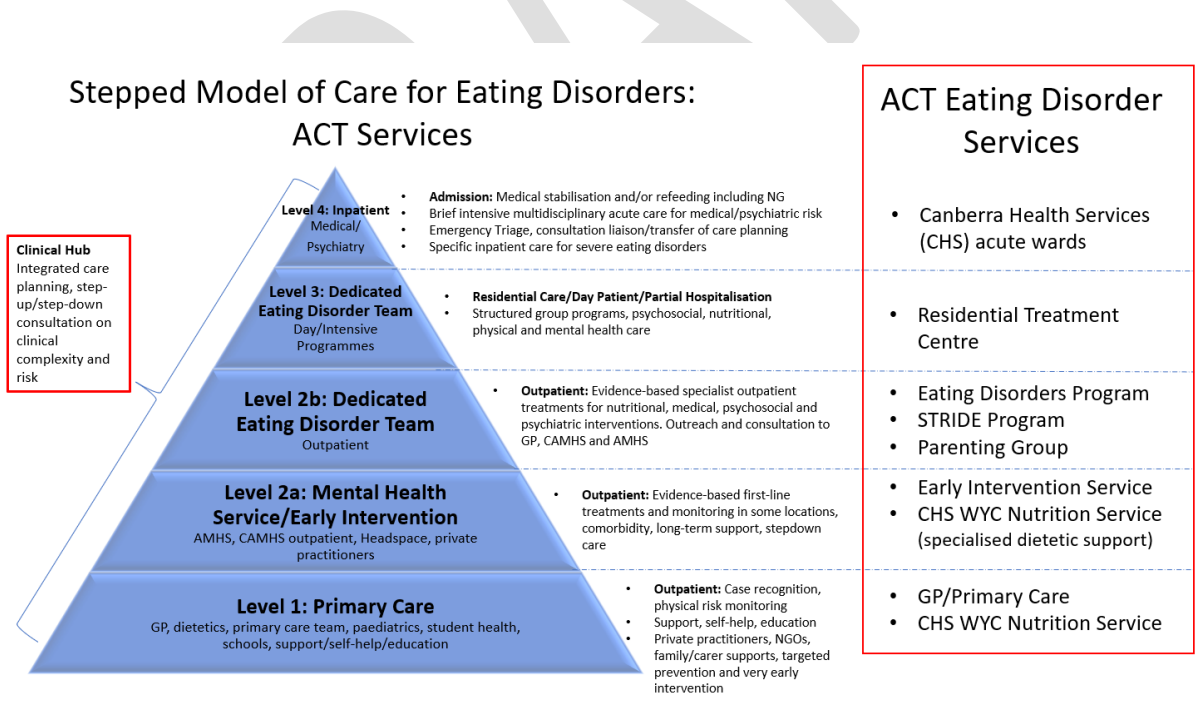 Stepped Model of Care for Eating Disorders:
ACT Services
Clinical Hub
Integrated care
planning, step-
up/step-down
consultation on
clinical
complexity and
risk
Level 4: Inpatient
Medical/
Psychiatry
• Admission: Medical stabilisation and/or refeeding including NG
• Brief intensive multidisciplinary acute care for medical/psychiatric risk
• Emergency Triage, consultation liaison/transfer of care planning
• Specific inpatient care for severe eating disorders
Level 3: Dedicated
Eating Disorder Team
Day/Intensive
Programmes
• Residential Care/Day Patient/Partial Hospitalisation
• Structured group programs, psychosocial, nutritional,
physical and mental health care
Level 2b: Dedicated
Eating Disorder Team
Outpatient
• Outpatient: Evidence-based specialist outpatient
treatments for nutritional, medical, psychosocial and
psychiatric interventions. Outreach and consultation to
GP, CAMHS and AMHS
Level 2a: Mental Health
Service/Early Intervention
AMHS, CAMHS outpatient, Headspace, private
practitioners
• Outpatient: Evidence-based first-line
treatments and monitoring in some locations,
comorbidity, long-term support, stepdown
care
Level 1: Primary Care
GP, dietetics, primary care team, paediatrics, student health,
schools, support/self-help/education
• Outpatient: Case recognition,
physical risk monitoring
• Support, self-help, education
• Private practitioners, NGOs,
family/carer supports, targeted
prevention and very early
intervention
ACT Eating Disorder
Services
• Canberra Health Services
(CHS) acute wards
• Residential Treatment
Centre
• Eating Disorders Program
• STRIDE Program
• Parenting Group
• Early Intervention Service
• CHS WYC Nutrition Service
(specialised dietetic support)
• GP/Primary Care
• CHS WYC Nutrition Service